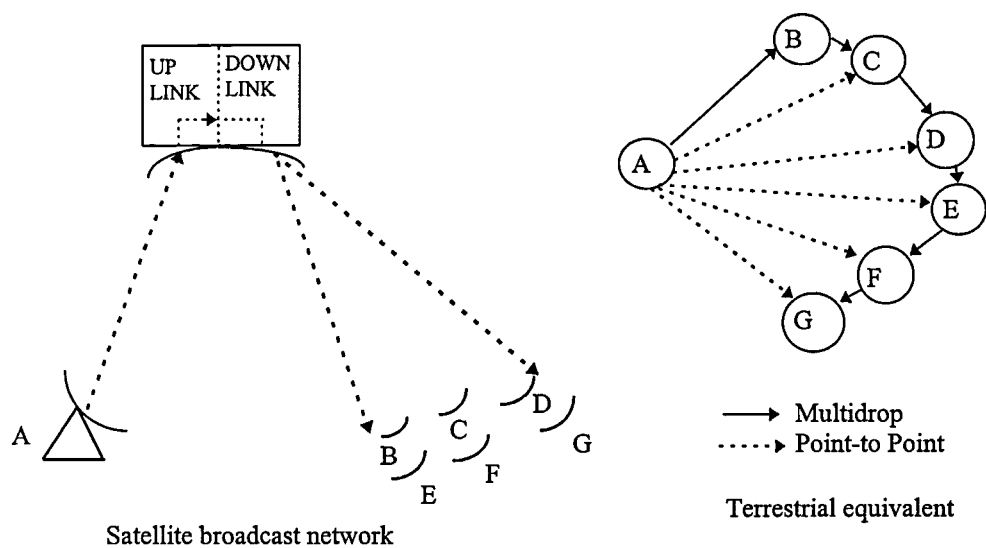 UP
LINK
DOWN
LINK
A
B
C
D
E
F
G
Satellite broadcast network
A
B
C
D
E
F
G
Multidrop
Point-to Point
Terrestrial equivalent